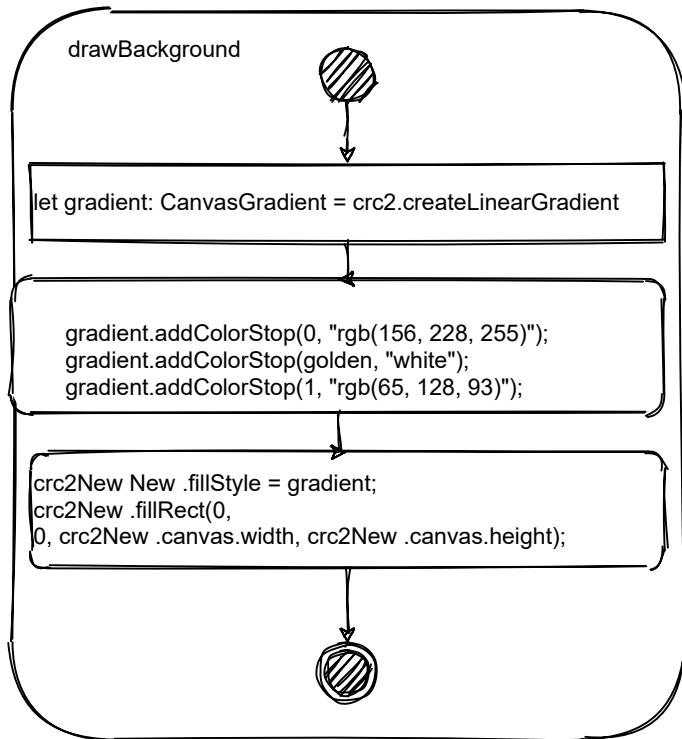 drawBackground
let gradient: CanvasGradient = crc2.createLinearGradient
gradient.addColorStop(0, "rgb(156, 228, 255)");
gradient.addColorStop(golden, "white");
gradient.addColorStop(1, "rgb(65, 128, 93)");
crc2New New .fillStyle = gradient;
crc2New .fillRect(0,
0, crc2New .canvas.width, crc2New .canvas.height);